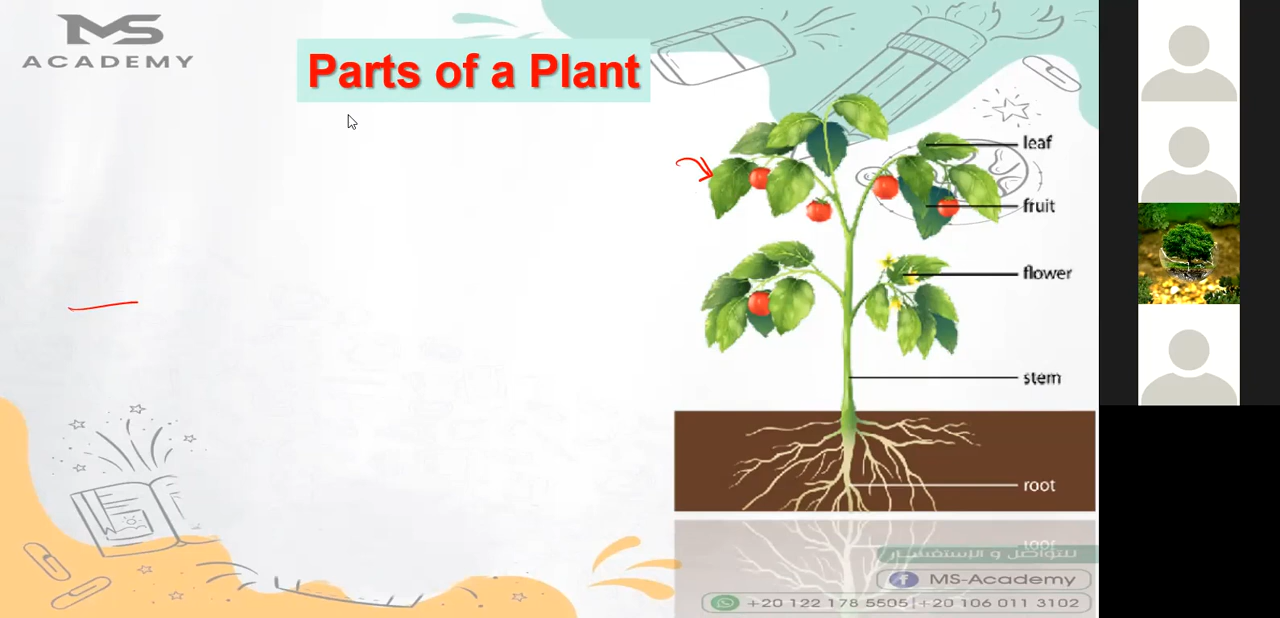 MS
ACADEMY
Parts of a Plant
leaf
fruit
flower
stem
root
للتواصل و الإستفسار
MS-Academy
+20 122 178 5505|+20 106 011 3102